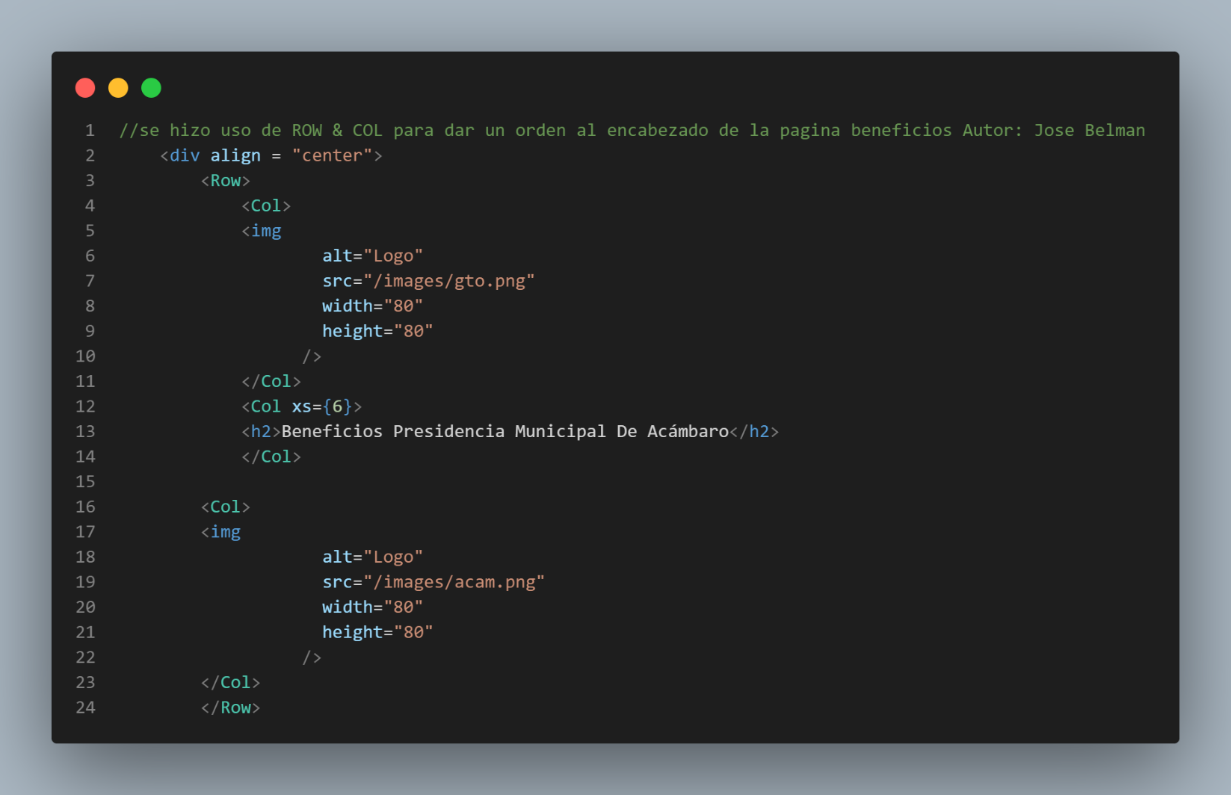 1 //se hizo uso de ROW & COL para dar un orden al encabezado de la pagina beneficios Autor: Jose Belman
2     <div align = "center">
3         <Row>
4             <Col>
5             <img
6                     alt="Logo"
7                     src="/images/gto.png"
8                     width="80"
9                     height="80"
10                   />
11             </Col>
12             <Col xs={6}>
13             <h2>Beneficios Presidencia Municipal De Acámbaro</h2>
14             </Col>
15
16         <Col>
17         <img
18                     alt="Logo"
19                     src="/images/acam.png"
20                     width="80"
21                     height="80"
22                   />
23         </Col>
24         </Row>